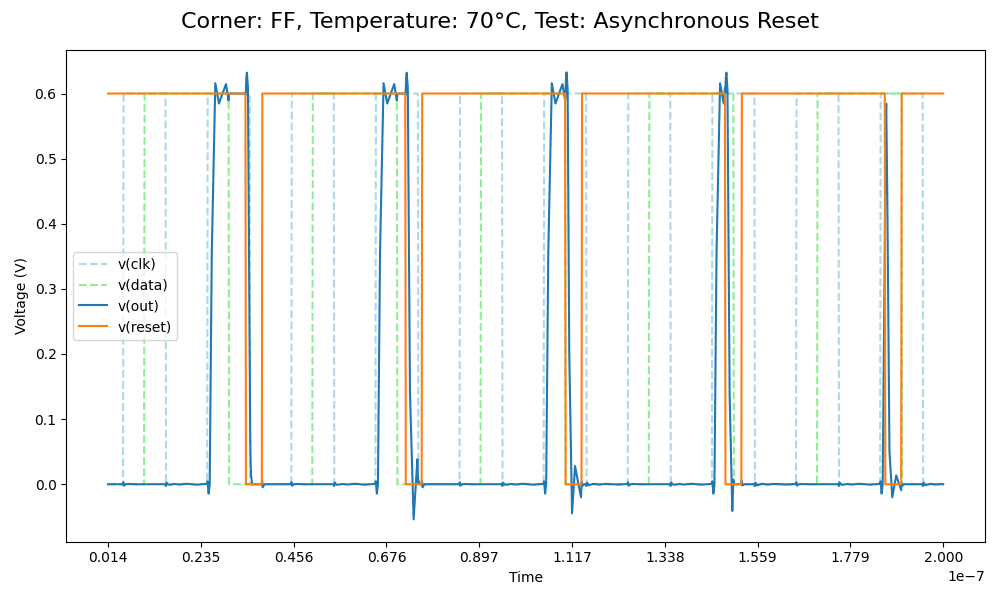 Corner: FF, Temperature: 70°C, Test: Asynchronous Reset
Voltage (V)
0.6
0.5
0.4
0.3
0.2
0.1
0.0
v(clk)
v(data)
v(out)
v(reset)
0.014 0.235 0.456 0.676 0.897 1.117 1.338 1.559 1.779 2.000
1e−7
Time